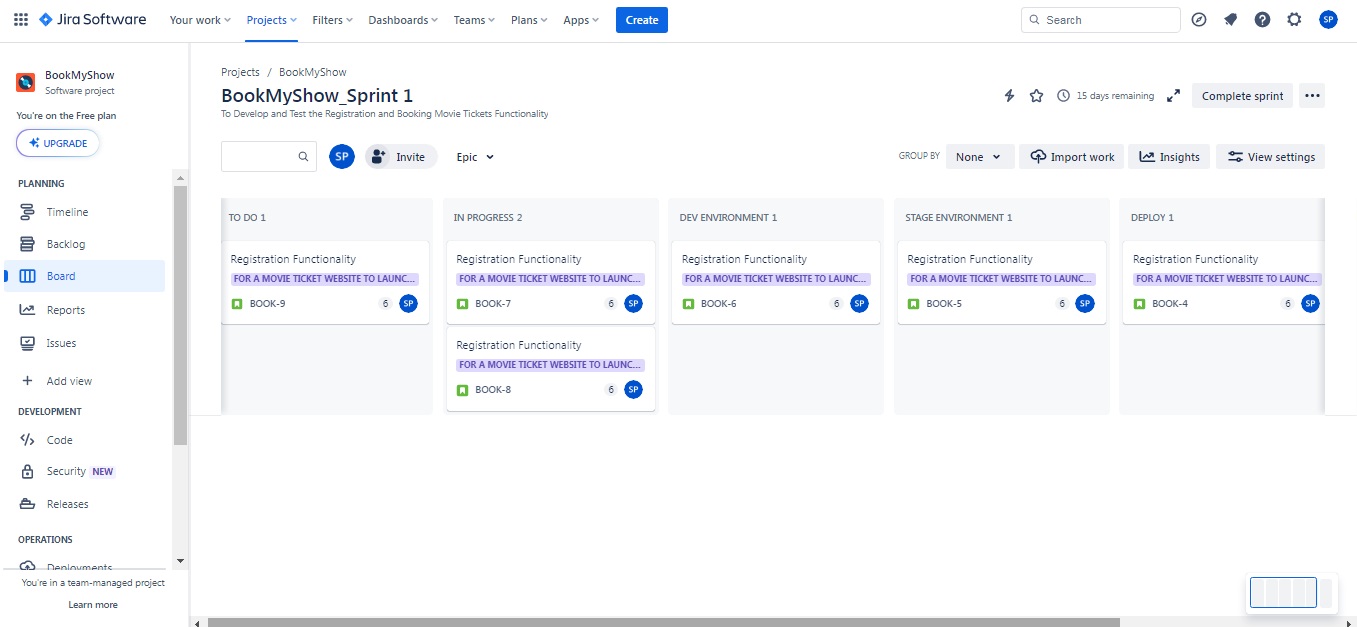 Jira Software
Your work
Projects
Filters
Dashboards
Teams
Plans
Apps
Create
Search
SP
BookMyShow
Software project
You're on the Free plan
UPGRADE
PLANNING
Timeline
Backlog
Board
Reports
Issues
Add view
DEVELOPMENT
Code
Security NEW
Releases
OPERATIONS
Deployments
You're in a team-managed project
Learn more
Projects / BookMyShow
BookMyShow_Sprint 1
To Develop and Test the Registration and Booking Movie Tickets Functionality
15 days remaining
Complete sprint
SP
Invite
Epic
GROUP BY
None
Import work
Insights
View settings
TO DO 1
Registration Functionality
FOR A MOVIE TICKET WEBSITE TO LAUNC...
BOOK-9 6 SP
IN PROGRESS 2
Registration Functionality
FOR A MOVIE TICKET WEBSITE TO LAUNC...
BOOK-7 6 SP
Registration Functionality
FOR A MOVIE TICKET WEBSITE TO LAUNC...
BOOK-8 6 SP
DEV ENVIRONMENT 1
Registration Functionality
FOR A MOVIE TICKET WEBSITE TO LAUNC...
BOOK-6 6 SP
STAGE ENVIRONMENT 1
Registration Functionality
FOR A MOVIE TICKET WEBSITE TO LAUNC...
BOOK-5 6 SP
DEPLOY 1
Registration Functionality
FOR A MOVIE TICKET WEBSITE TO LAUNC...
BOOK-4 6 SP